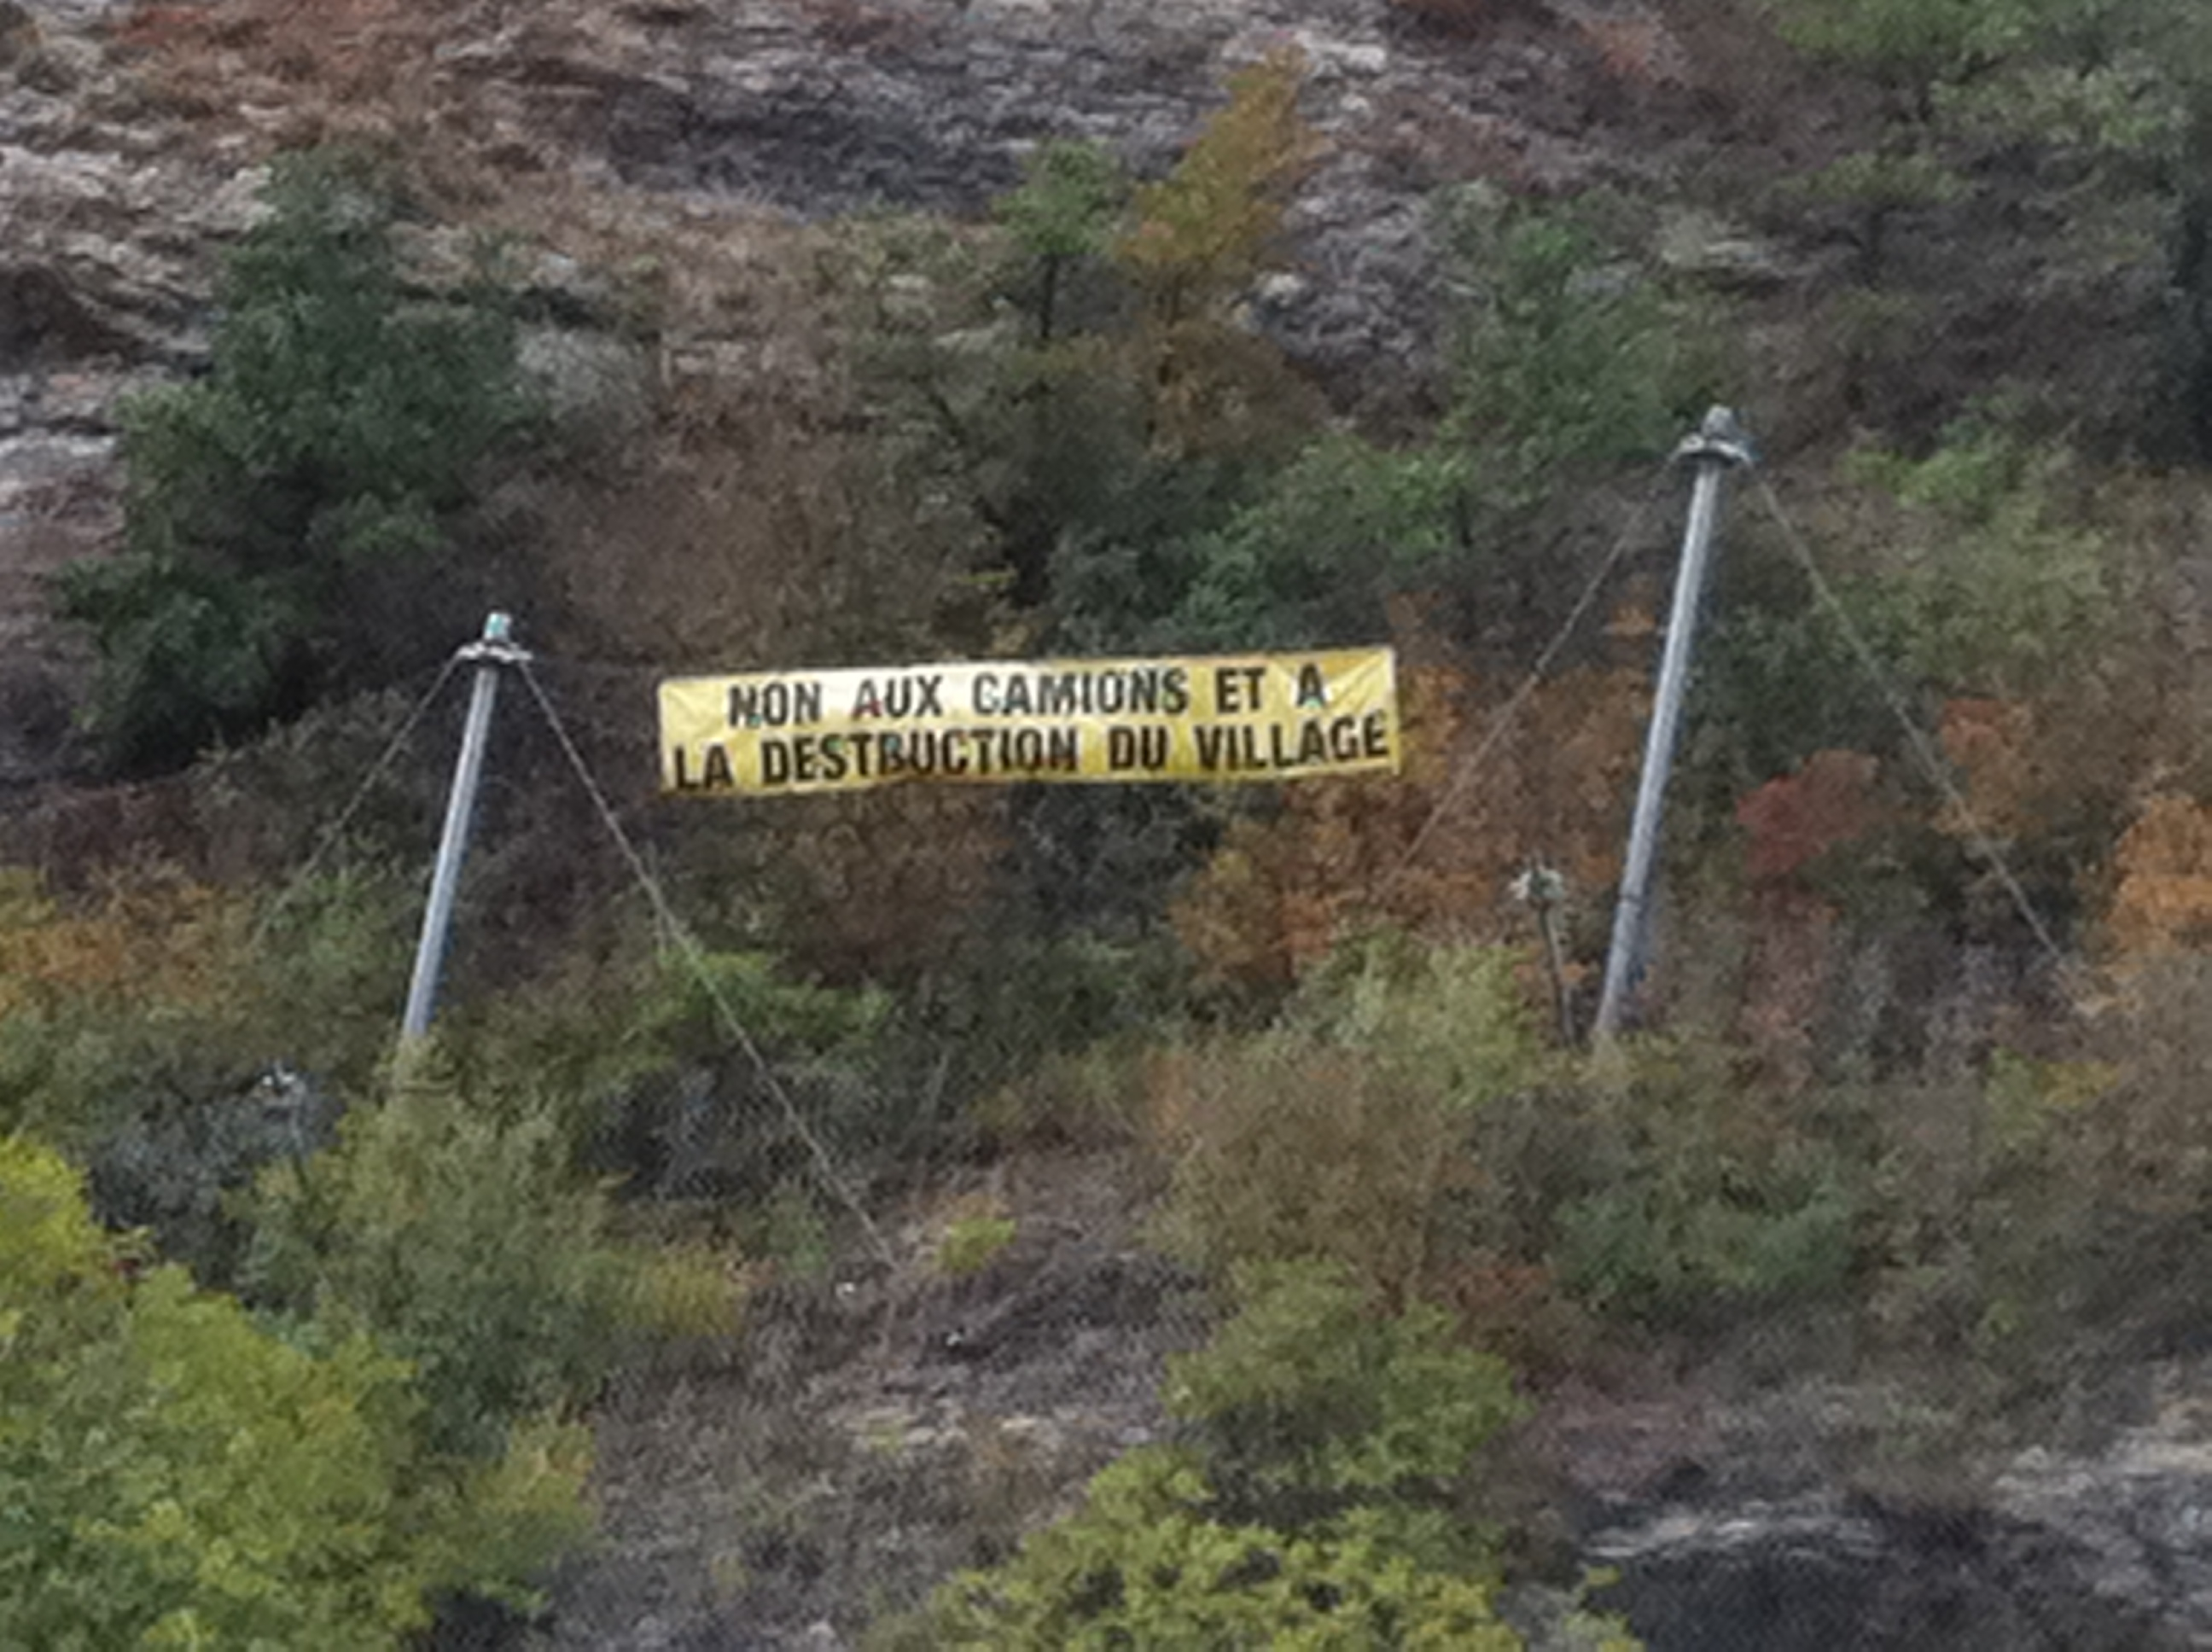 NON AUX CAMIONS ET A
LA DESTRUCTION DU VILLAGE